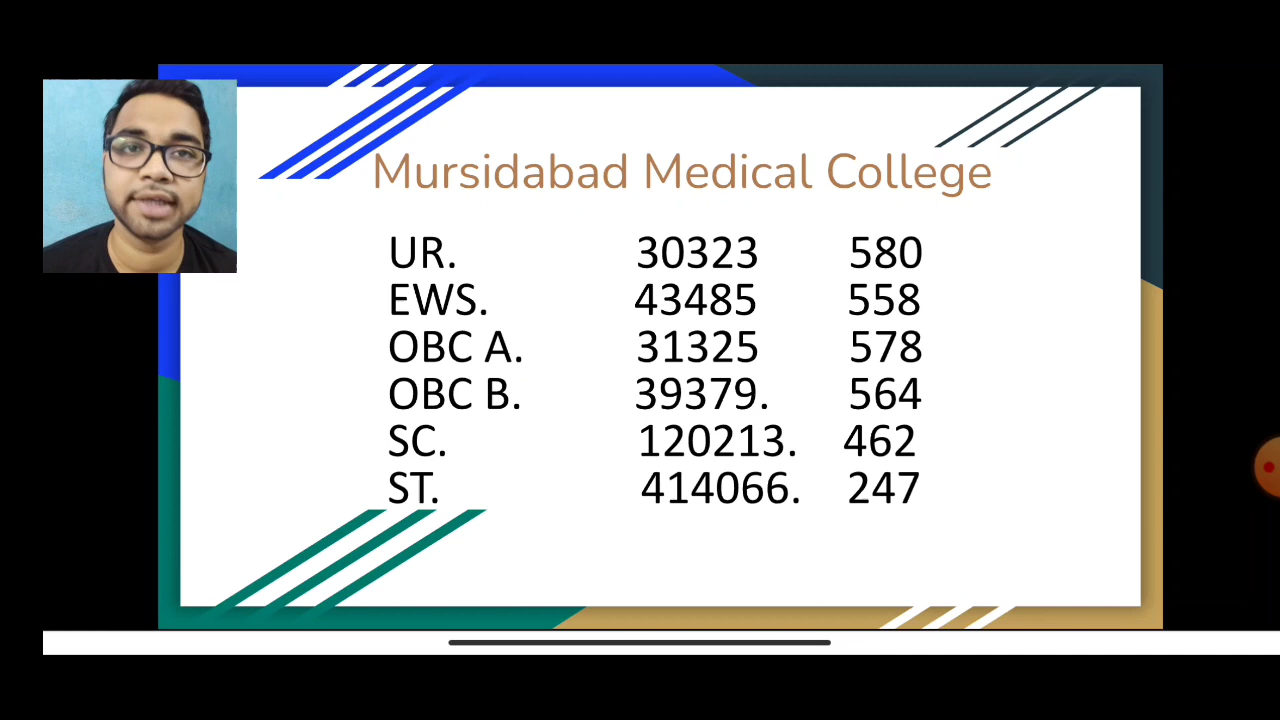 Mursidabad Medical College
UR. 30323 580
EWS. 43485 558
OBC A. 31325 578
OBC B. 39379. 564
SC. 120213. 462
ST. 414066. 247